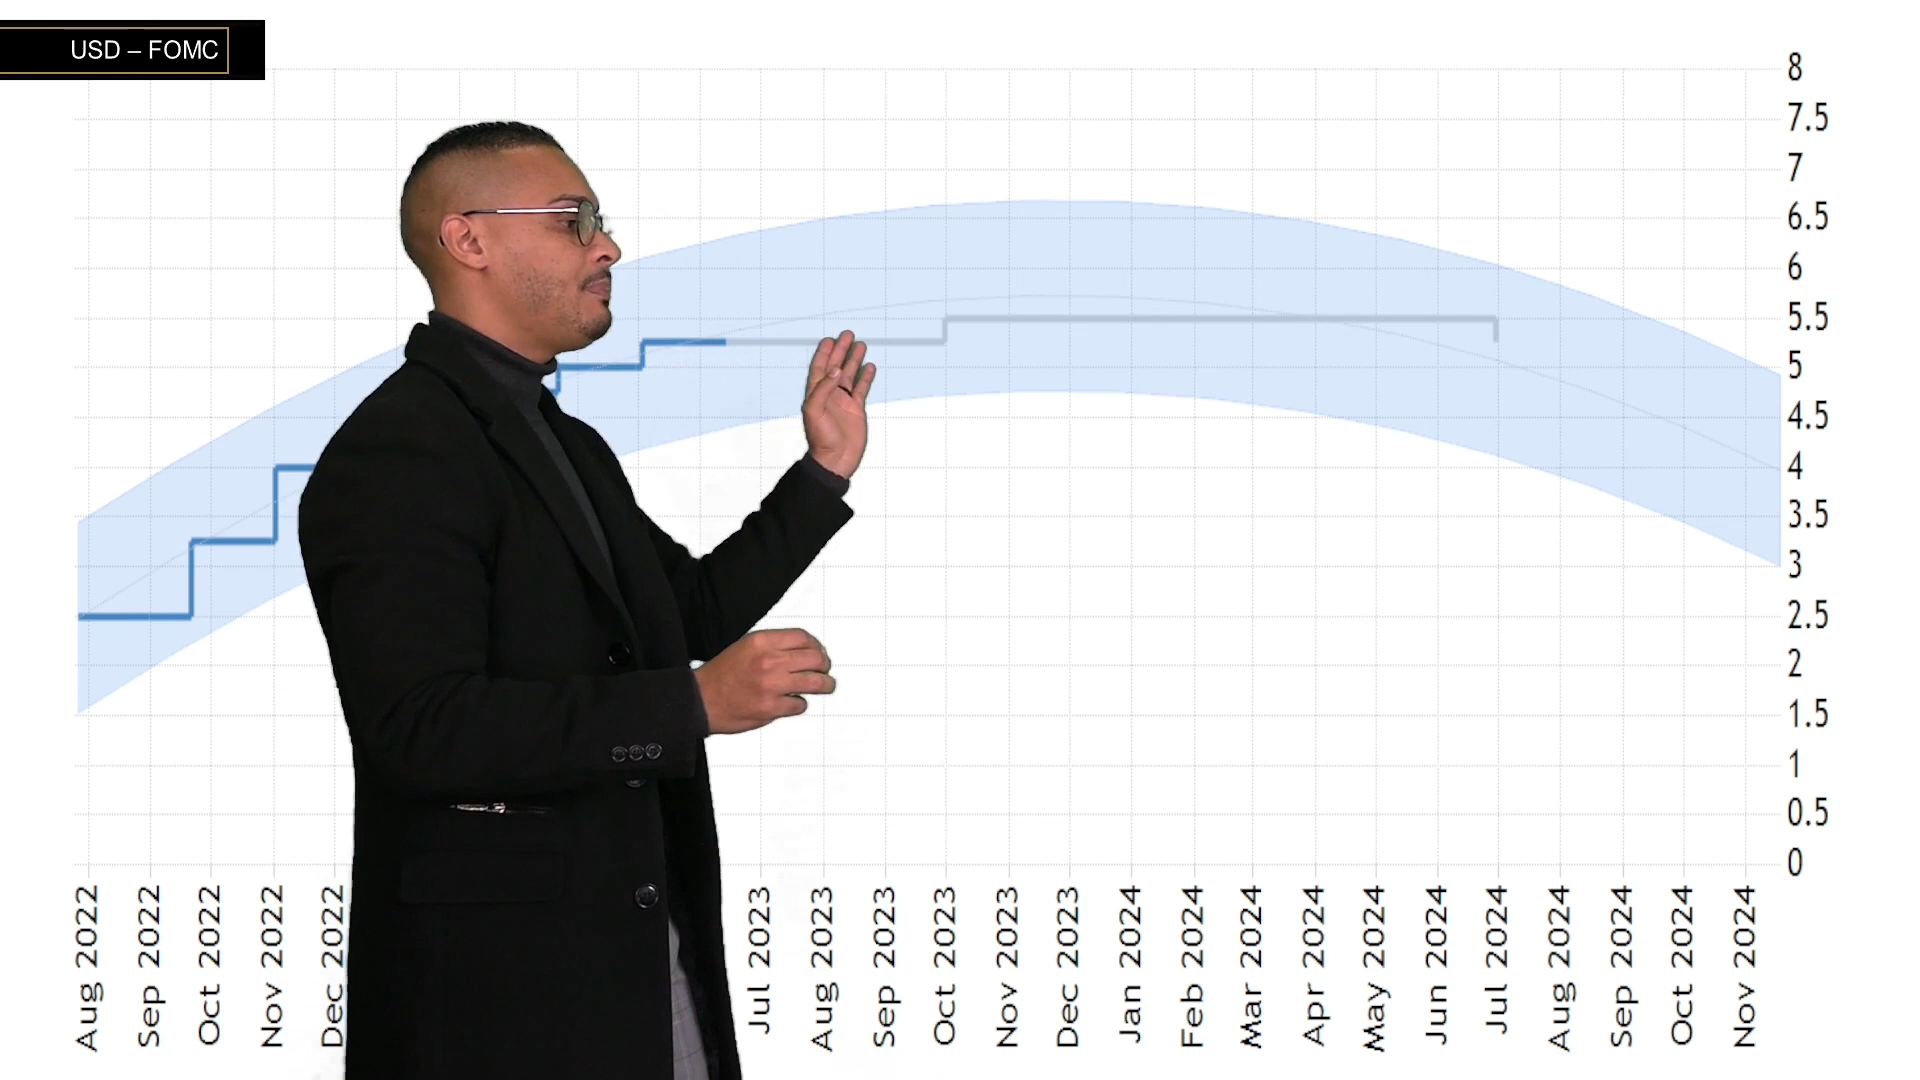 USD – FOMC
8
7.5
7
6.5
6
5.5
5
4.5
4
3.5
3
2.5
2
1.5
1
0.5
0
Aug 2022
Sep 2022
Oct 2022
Nov 2022
Dec 2022
Jul 2023
Aug 2023
Sep 2023
Oct 2023
Nov 2023
Dec 2023
Jan 2024
Feb 2024
Mar 2024
Apr 2024
May 2024
Jun 2024
Jul 2024
Aug 2024
Sep 2024
Oct 2024
Nov 2024